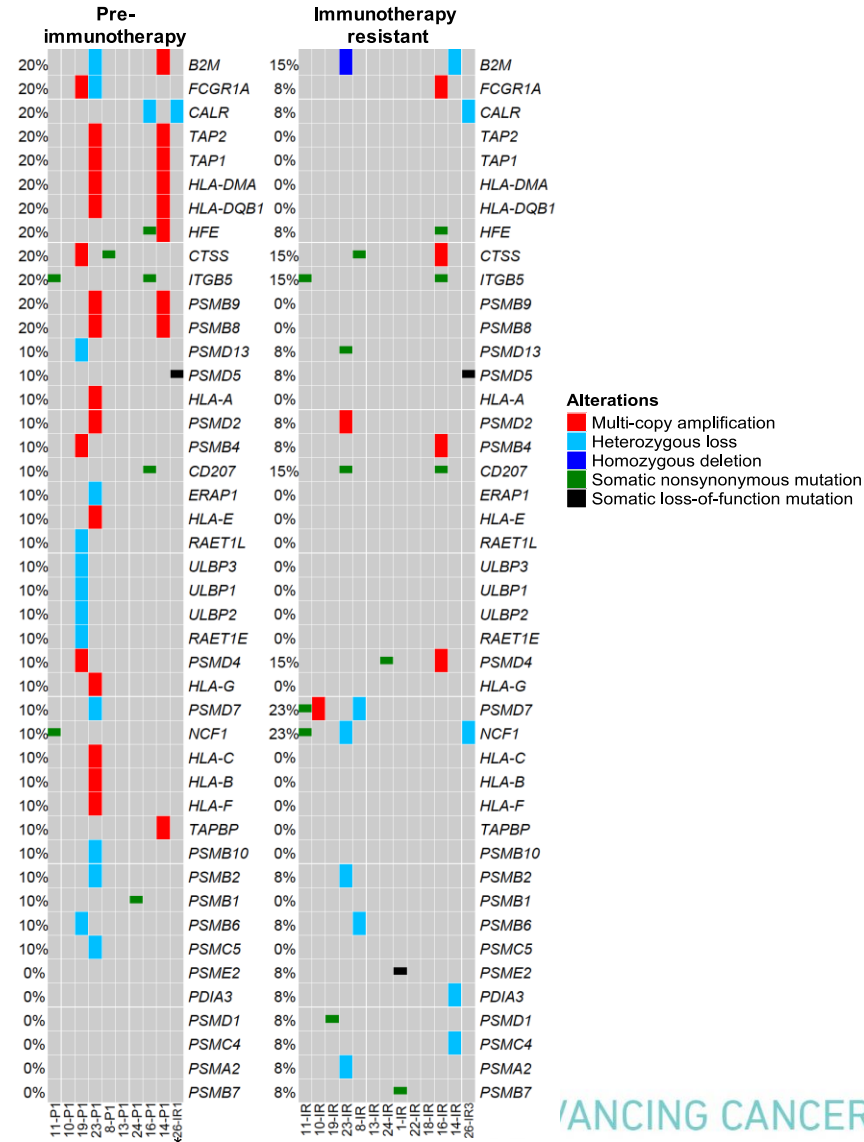 Pre-
immunotherapy
Immunotherapy
resistant
20% B2M 15% B2M
20% FCGR1A 8% FCGR1A
20% CALR 8% CALR
20% TAP2 0% TAP2
20% TAP1 0% TAP1
20% HLA-DMA 0% HLA-DMA
20% HLA-DQB1 0% HLA-DQB1
20% HFE 8% HFE
20% CTSS 15% CTSS
20% ITGB5 15% ITGB5
20% PSMB9 0% PSMB9
20% PSMB8 0% PSMB8
10% PSMD13 8% PSMD13
10% PSMD5 8% PSMD5
10% HLA-A 0% HLA-A
10% PSMD2 8% PSMD2
10% PSMB4 8% PSMB4
10% CD207 15% CD207
10% ERAP1 0% ERAP1
10% HLA-E 0% HLA-E
10% RAET1L 0% RAET1L
10% ULBP3 0% ULBP3
10% ULBP1 0% ULBP1
10% ULBP2 0% ULBP2
10% RAET1E 0% RAET1E
10% PSMD4 15% PSMD4
10% HLA-G 0% HLA-G
10% PSMD7 23% PSMD7
10% NCF1 23% NCF1
10% HLA-C 0% HLA-C
10% HLA-B 0% HLA-B
10% HLA-F 0% HLA-F
10% TAPBP 0% TAPBP
10% PSMB10 0% PSMB10
10% PSMB2 8% PSMB2
10% PSMB1 0% PSMB1
10% PSMB6 8% PSMB6
10% PSMC5 0% PSMC5
0% PSME2 8% PSME2
0% PDIA3 8% PDIA3
0% PSMD1 8% PSMD1
0% PSMC4 8% PSMC4
0% PSMA2 8% PSMA2
0% PSMB7 8% PSMB7
11-P1 10-P1 19-P1 23-P1 8-P1 13-P1 24-P1 16-P1 14-P1 *26-IR1
11-IR 10-IR 19-IR 23-IR 8-IR 13-IR 24-IR 1-IR 22-IR 18-IR 16-IR 14-IR 26-IR3
Alterations
Multi-copy amplification
Heterozygous loss
Homozygous deletion
Somatic nonsynonymous mutation
Somatic loss-of-function mutation
VANCING CANCER